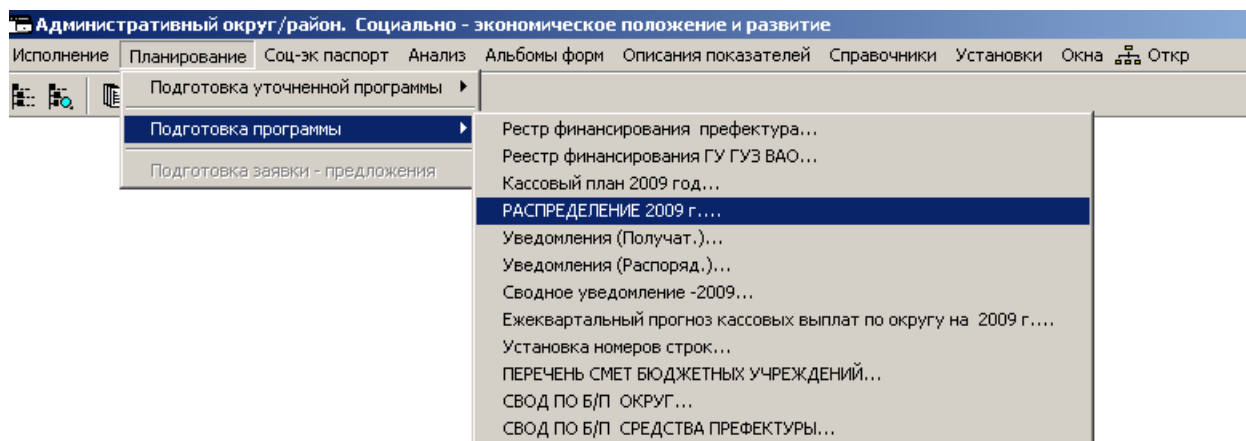 Административный округ/район. Социально - экономическое положение и развитие
Исполнение Планирование Соц-эк паспорт Анализ Альбомы форм Описания показателей Справочники Установки Окна Откр
Подготовка уточненной программы
Подготовка программы
Подготовка заявки - предложения
Рестр финансирования префектура...
Реестр финансирования ГУ ГУЗ ВАО...
Кассовый план 2009 год...
РАСПРЕДЕЛЕНИЕ 2009 г....
Уведомления (Получат.)...
Уведомления (Распоряд.)...
Сводное уведомление -2009...
Ежеквартальный прогноз кассовых выплат по округу на 2009 г....
Установка номеров строк...
ПЕРЕЧЕНЬ СМЕТ БЮДЖЕТНЫХ УЧРЕЖДЕНИЙ...
СВОД ПО Б/П ОКРУГ...
СВОД ПО Б/П СРЕДСТВА ПРЕФЕКТУРЫ...